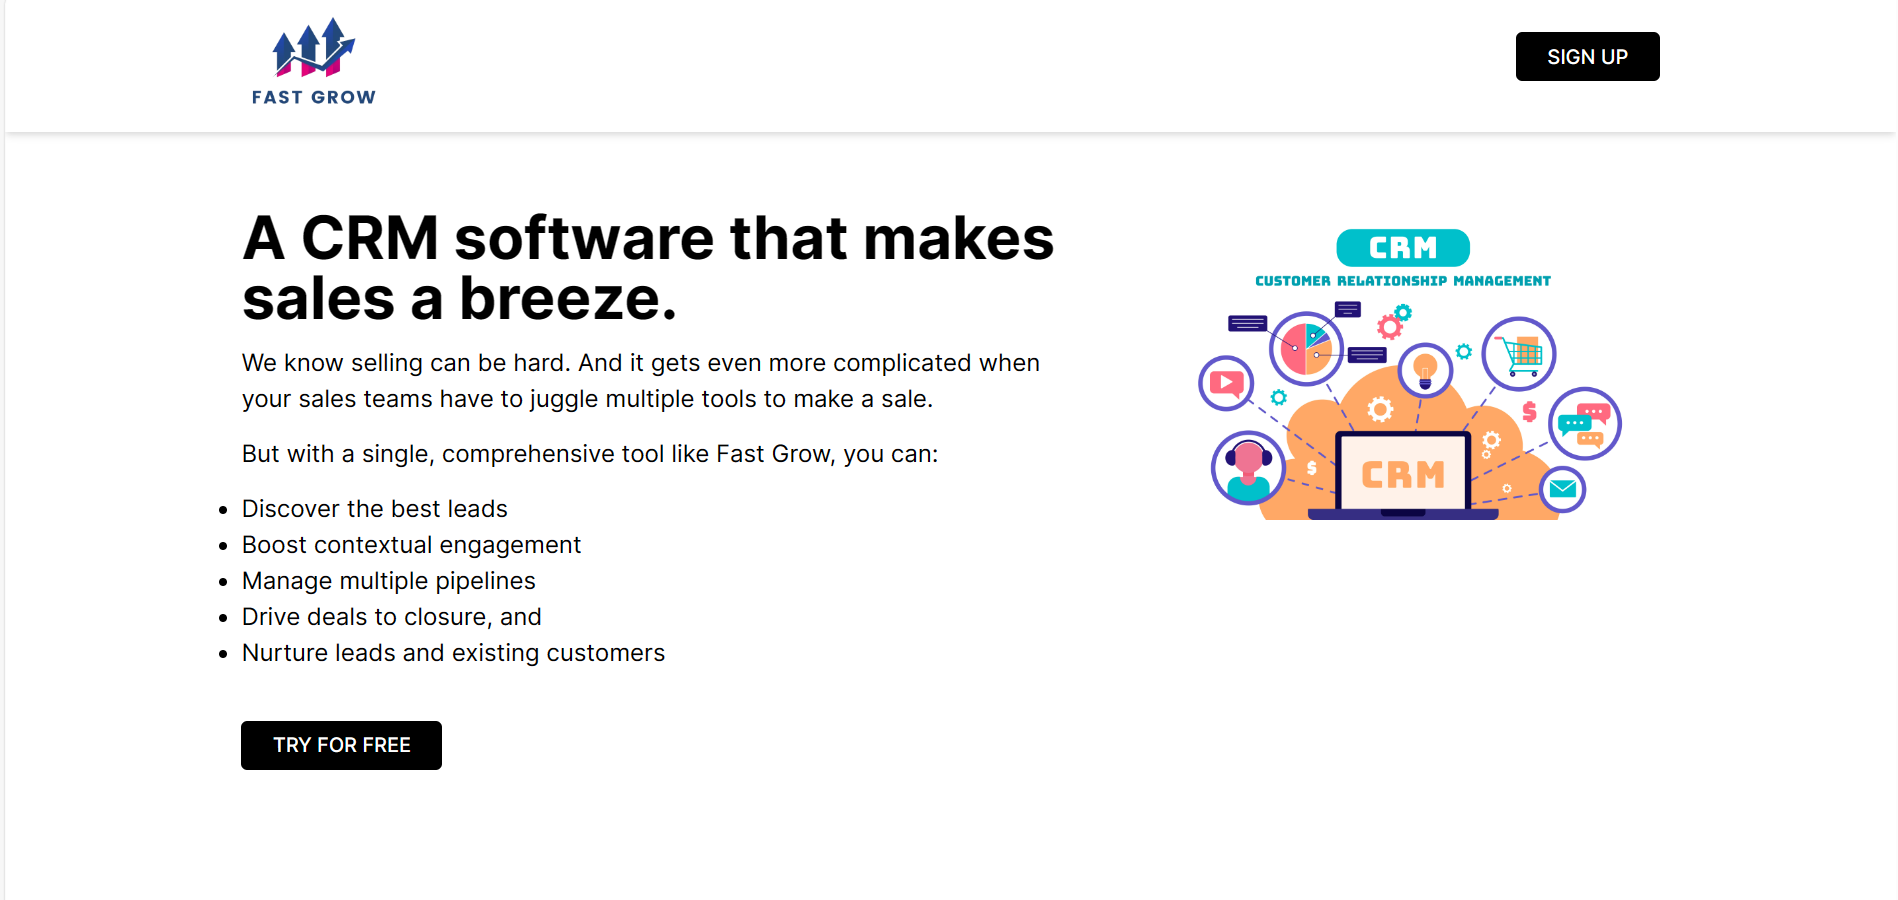 FAST GROW
SIGN UP
A CRM software that makes
sales a breeze.
We know selling can be hard. And it gets even more complicated when
your sales teams have to juggle multiple tools to make a sale.
But with a single, comprehensive tool like Fast Grow, you can:
• Discover the best leads
• Boost contextual engagement
• Manage multiple pipelines
• Drive deals to closure, and
• Nurture leads and existing customers
TRY FOR FREE
CRM
CUSTOMER RELATIONSHIP MANAGEMENT
$
$
CRM